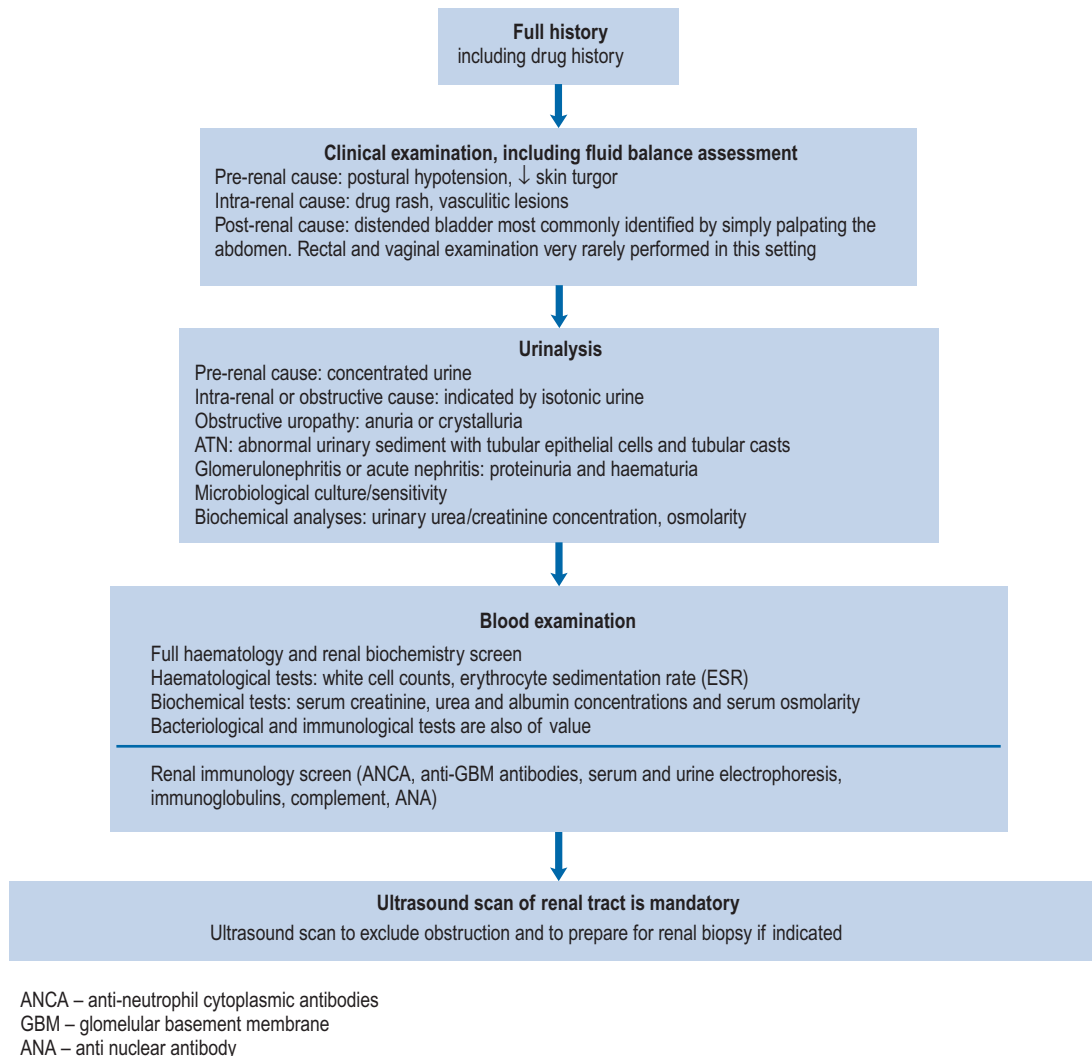 Full history
including drug history
Clinical examination, including fluid balance assessment
Pre-renal cause: postural hypotension, ↓ skin turgor
Intra-renal cause: drug rash, vasculitic lesions
Post-renal cause: distended bladder most commonly identified by simply palpating the
abdomen. Rectal and vaginal examination very rarely performed in this setting
Urinalysis
Pre-renal cause: concentrated urine
Intra-renal or obstructive cause: indicated by isotonic urine
Obstructive uropathy: anuria or crystalluria
ATN: abnormal urinary sediment with tubular epithelial cells and tubular casts
Glomerulonephritis or acute nephritis: proteinuria and haematuria
Microbiological culture/sensitivity
Biochemical analyses: urinary urea/creatinine concentration, osmolarity
Blood examination
Full haematology and renal biochemistry screen
Haematological tests: white cell counts, erythrocyte sedimentation rate (ESR)
Biochemical tests: serum creatinine, urea and albumin concentrations and serum osmolarity
Bacteriological and immunological tests are also of value
Renal immunology screen (ANCA, anti-GBM antibodies, serum and urine electrophoresis,
immunoglobulins, complement, ANA)
Ultrasound scan of renal tract is mandatory
Ultrasound scan to exclude obstruction and to prepare for renal biopsy if indicated
ANCA – anti-neutrophil cytoplasmic antibodies
GBM – glomelular basement membrane
ANA – anti nuclear antibody